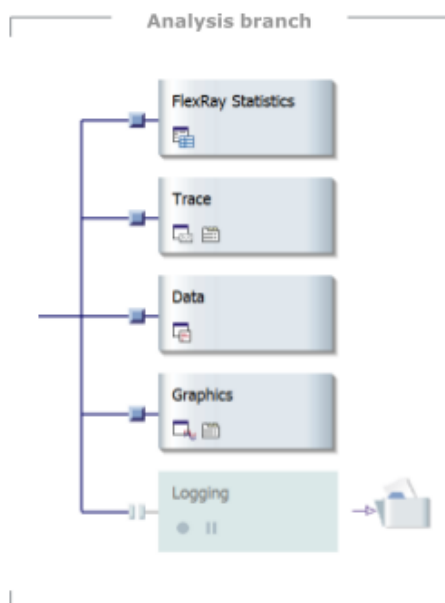 Analysis branch
FlexRay Statistics
Trace
Data
Graphics
Logging